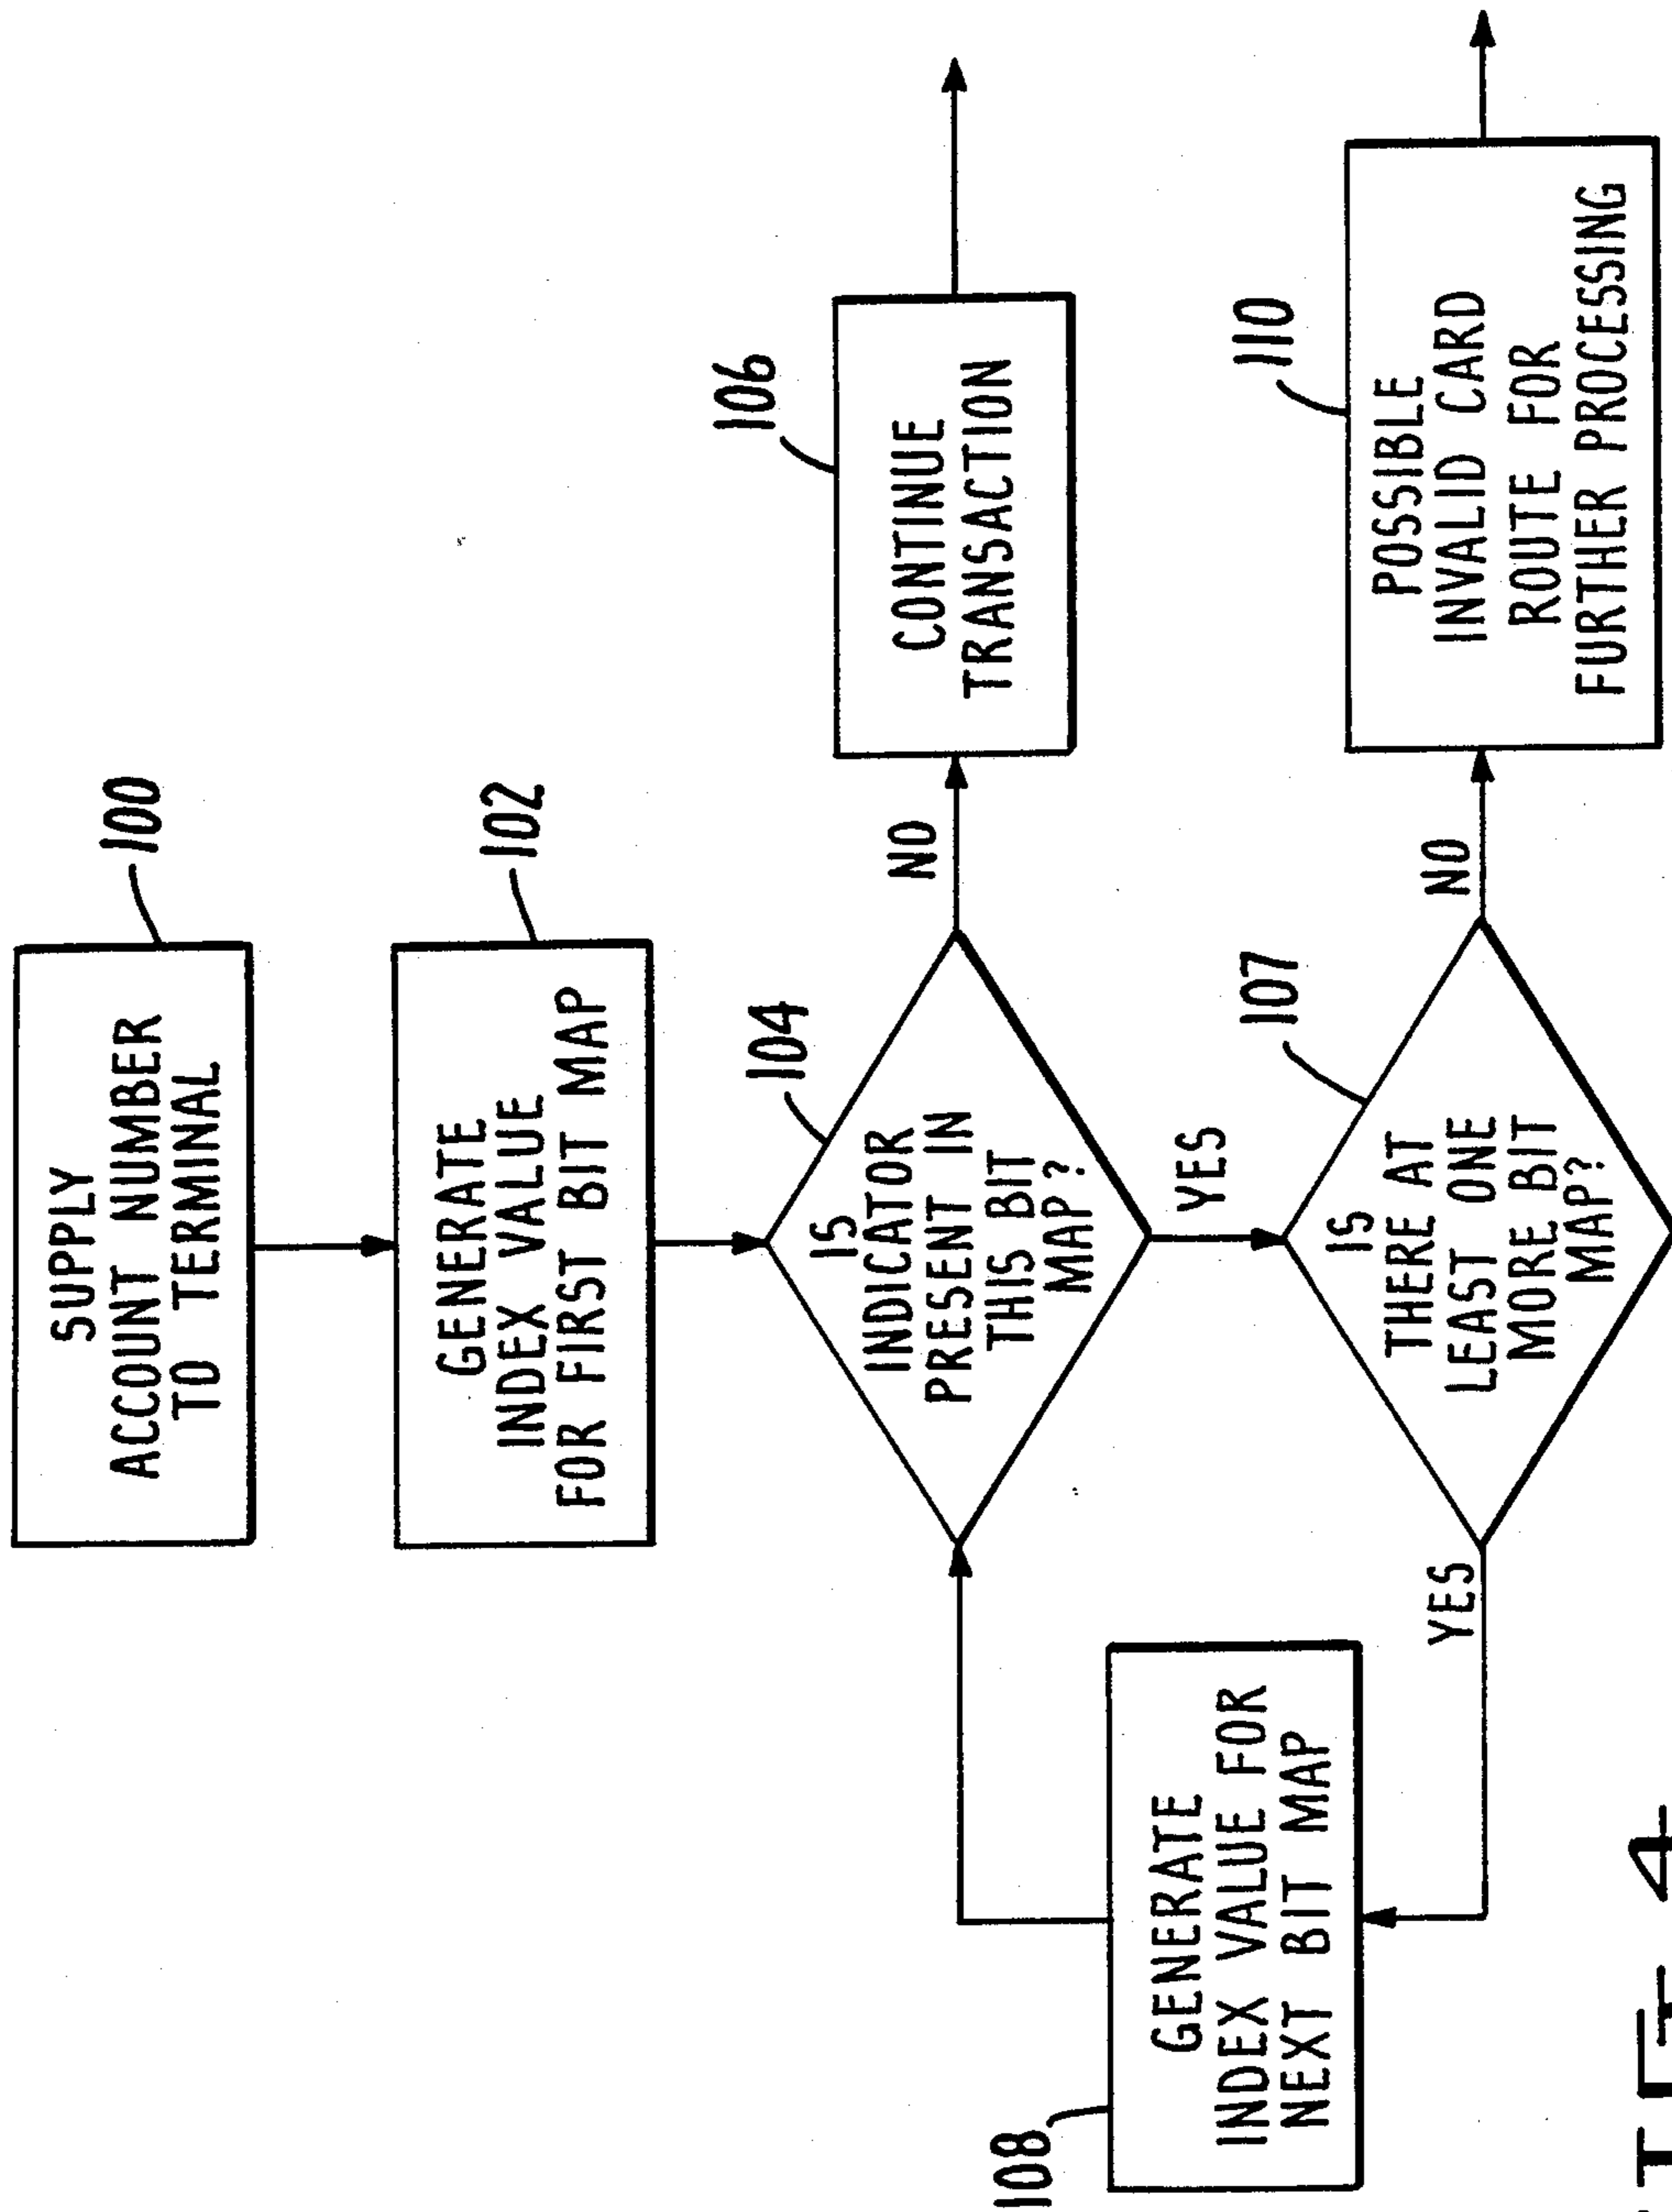 100
SUPPLY
ACCOUNT NUMBER
TO TERMINAL
102
GENERATE
INDEX VALUE
FOR FIRST BIT MAP
104
IS
INDICATOR
PRESENT IN
THIS BIT
MAP?
NO
106
CONTINUE
TRANSACTION
YES
107
IS
THERE AT
LEAST ONE
MORE BIT
MAP?
NO
110
POSSIBLE
INVALID CARD
ROUTE FOR
FURTHER PROCESSING
YES
108
GENERATE
INDEX VALUE FOR
NEXT BIT MAP
4